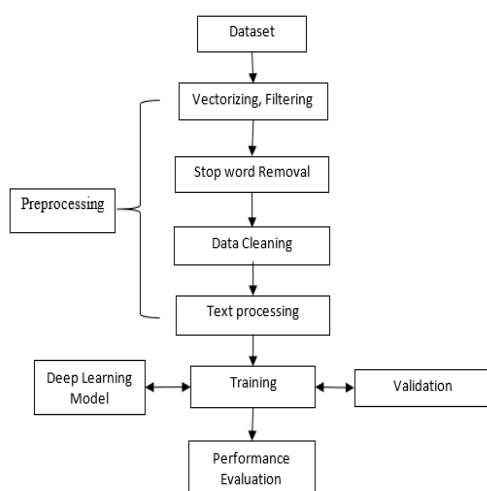 Dataset
Vectorizing, Filtering
Stop word Removal
Preprocessing
Data Cleaning
Text processing
Deep Learning
Model
Training
Validation
Performance
Evaluation